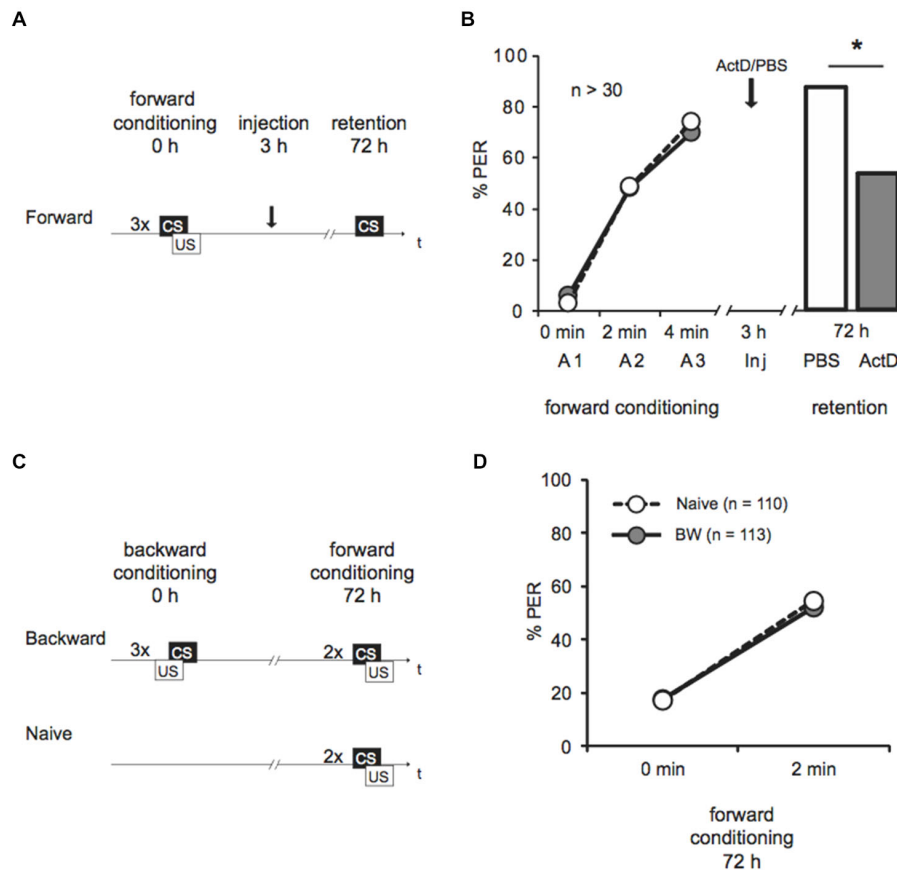 A
forward
conditioning
0 h
injection
3 h
retention
72 h
Forward
3x
CS
US
CS
t
B
100
80
60
40
20
0
% PER
n > 30
ActD/PBS
*
0 min
2 min
4 min
3 h
72 h
A 1
A 2
A 3
Inj
PBS
ActD
forward conditioning
retention
C
backward
conditioning
0 h
forward
conditioning
72 h
Backward
3x
CS
US
2x
CS
US
t
Naive
2x
CS
US
t
D
100
80
60
40
20
0
% PER
Naive (n = 110)
BW (n = 113)
0 min
2 min
forward
conditioning
72 h